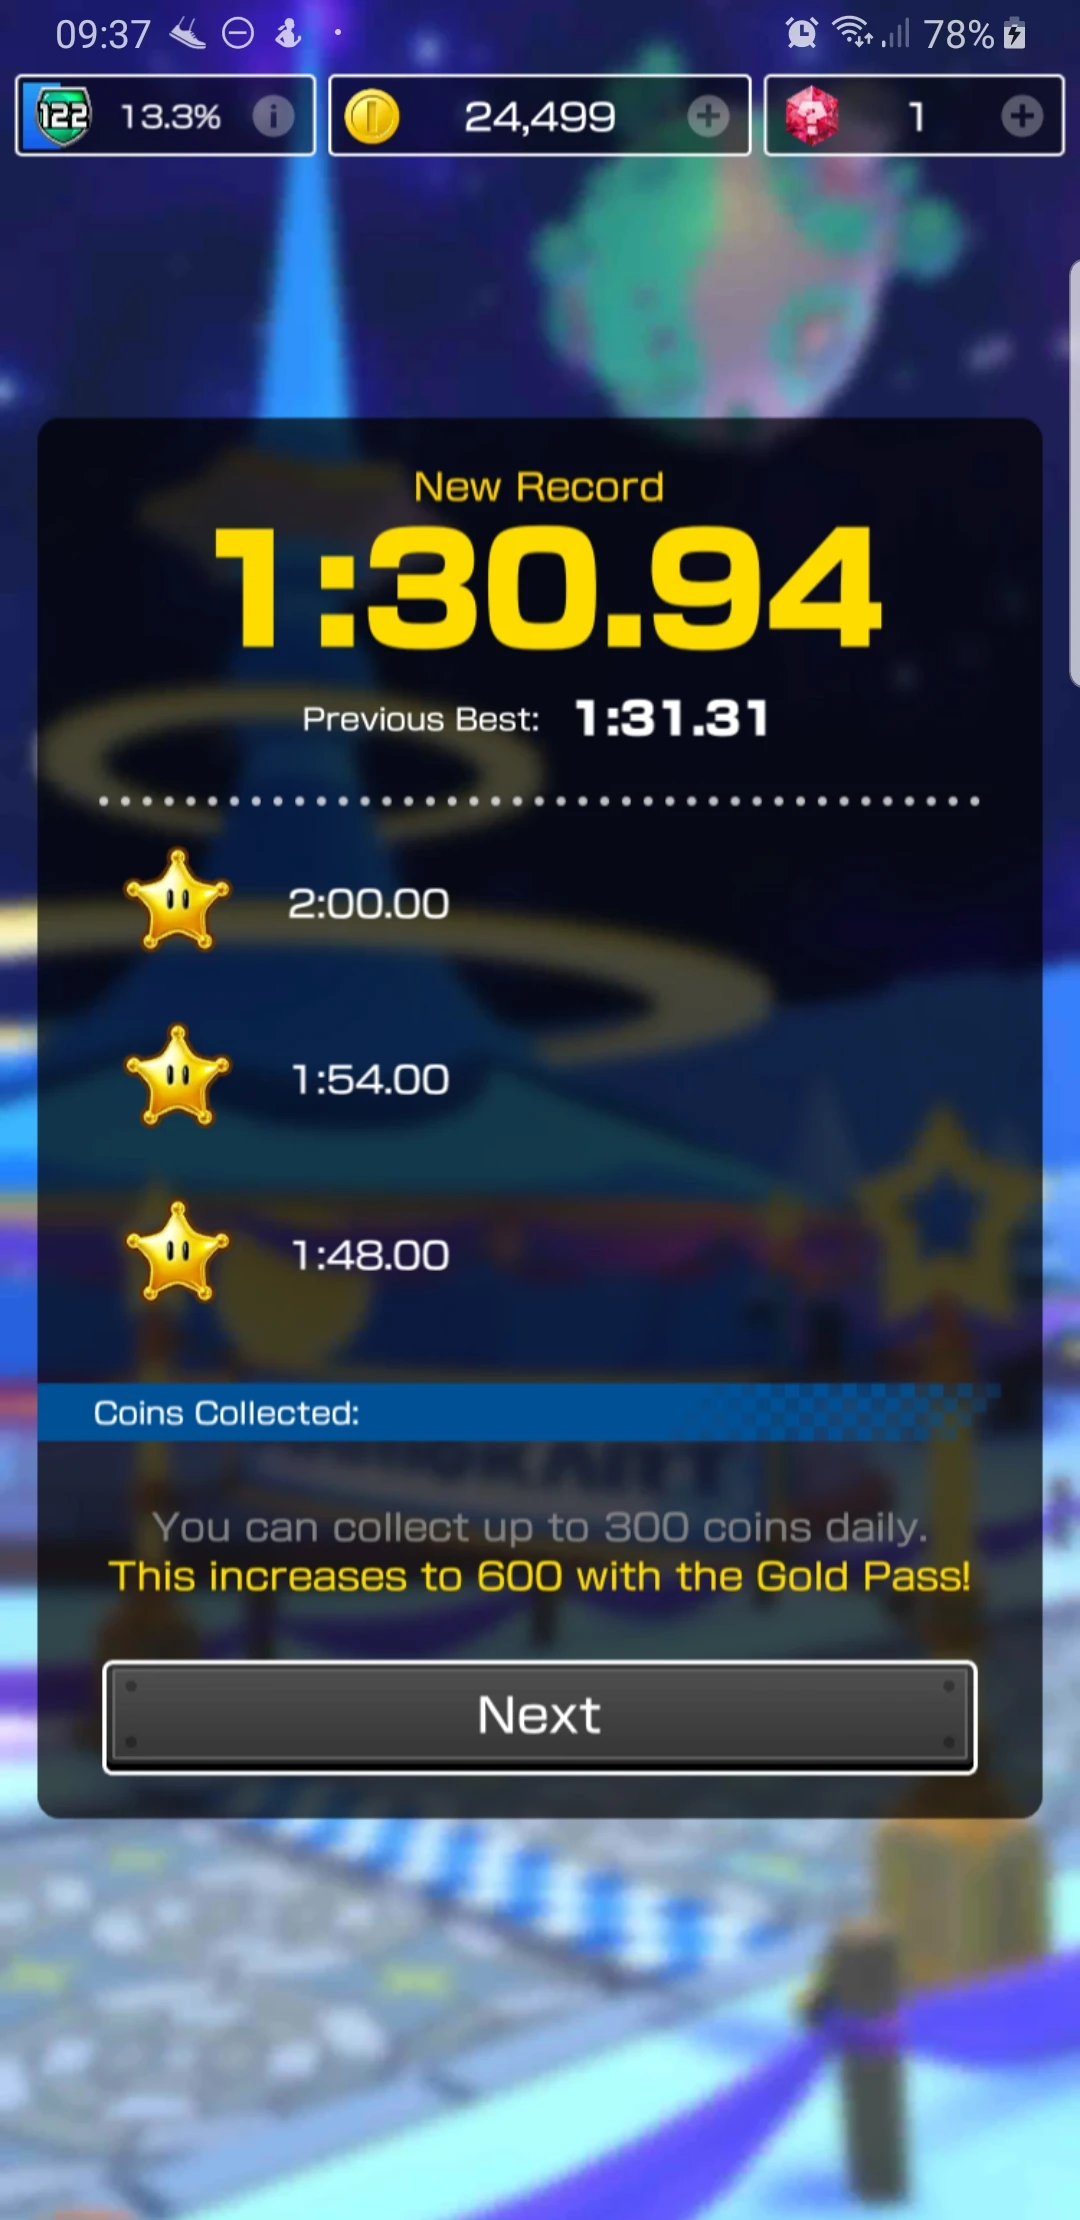 09:37
78%
122
13.3%
24,499
1
New Record
1:30.94
Previous Best: 1:31.31
2:00.00
1:54.00
1:48.00
Coins Collected:
You can collect up to 300 coins daily.
This increases to 600 with the Gold Pass!
Next